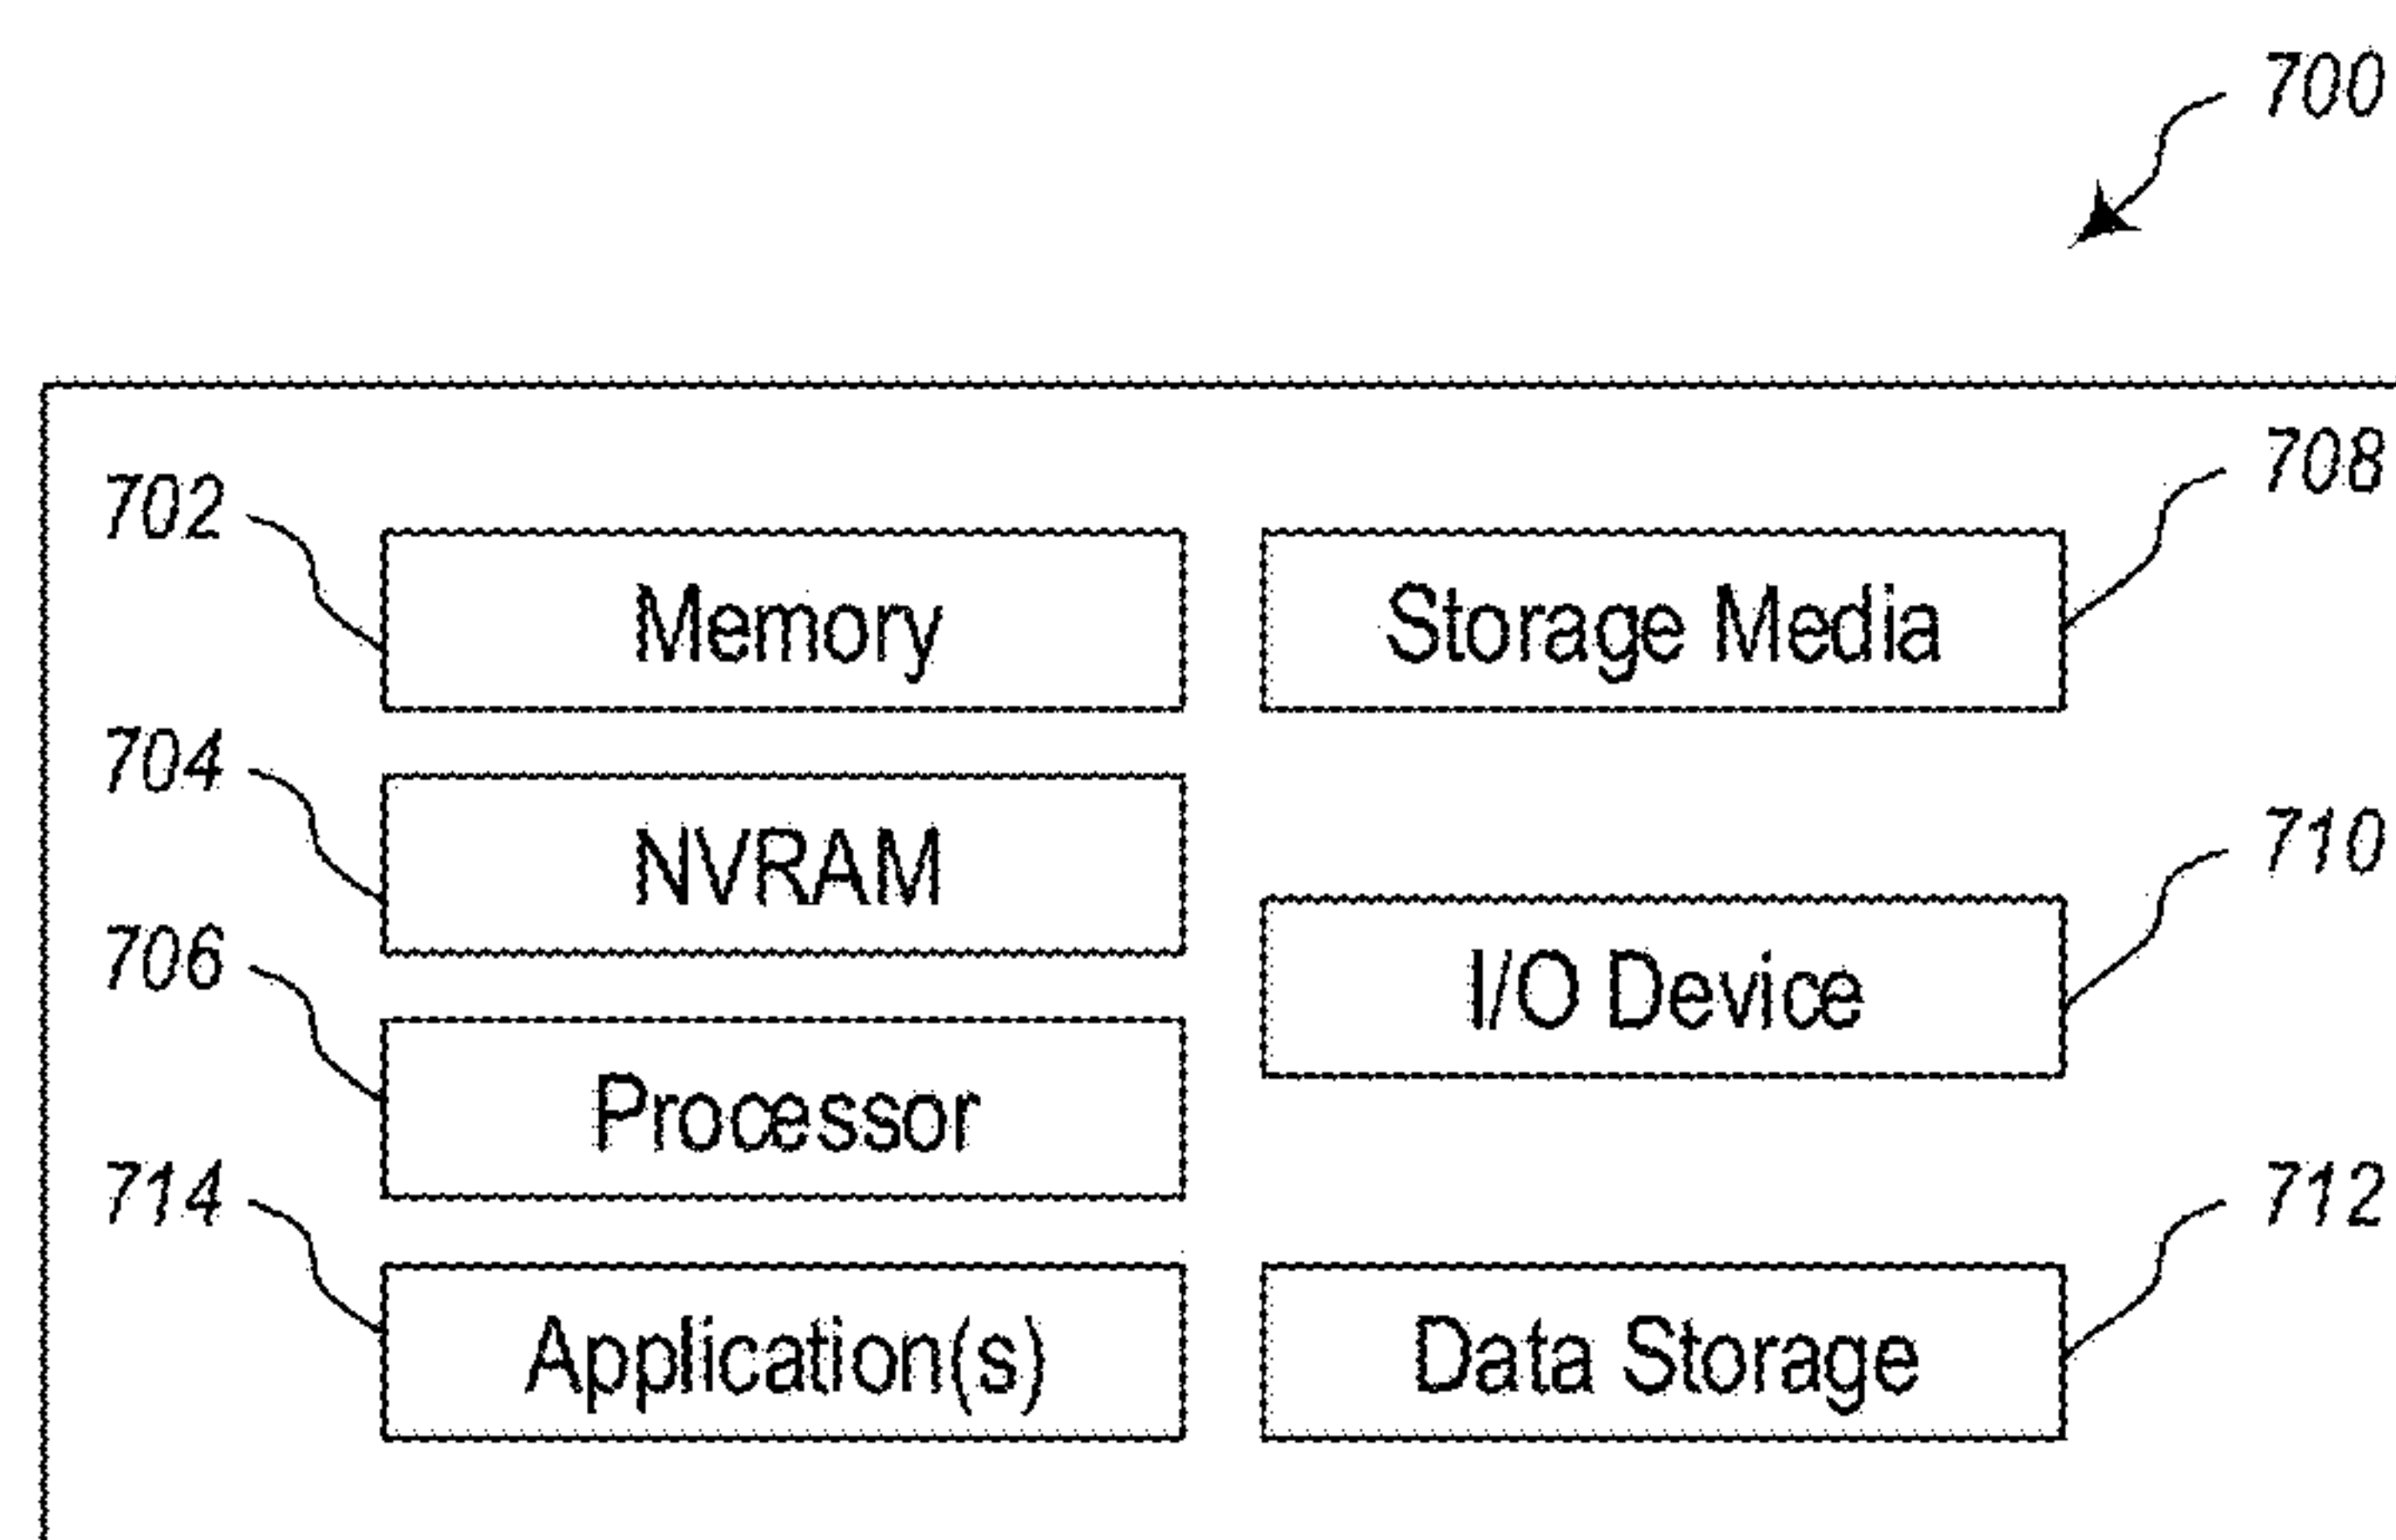 700
702
Memory
Storage Media
708
704
NVRAM
706
I/O Device
710
Processor
714
Application(s)
Data Storage
712